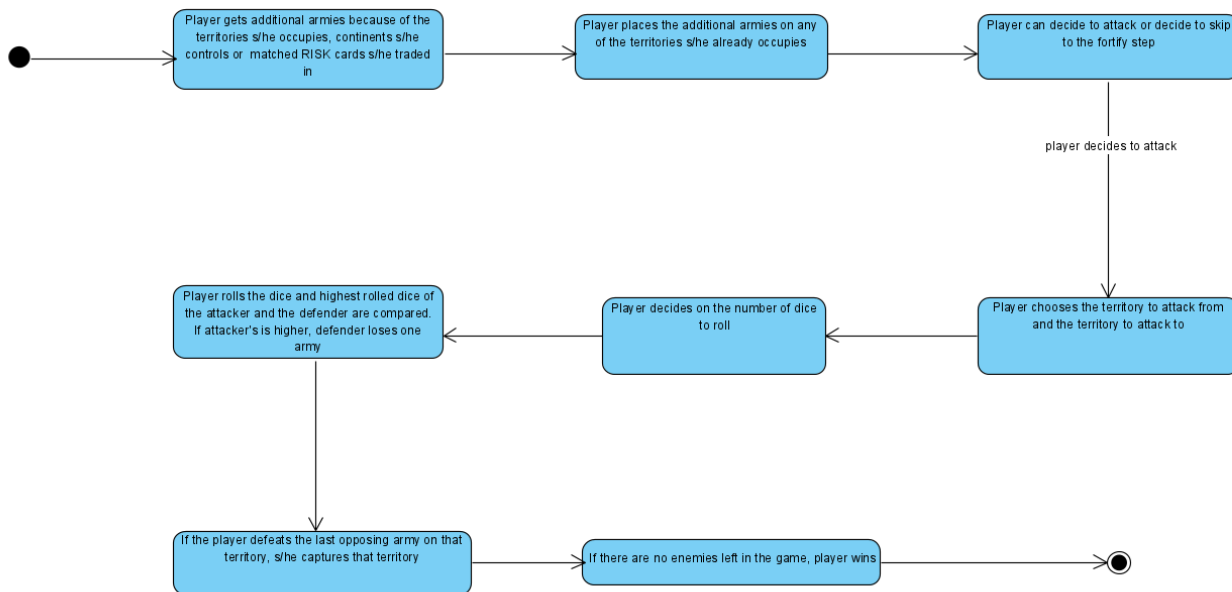 Player gets additional armies because of the
territories s/he occupies, continents s/he
controls or matched RISK cards s/he traded
in
Player places the additional armies on any
of the territories s/he already occupies
Player can decide to attack or decide to skip
to the fortify step
player decides to attack
Player chooses the territory to attack from
and the territory to attack to
Player decides on the number of dice
to roll
Player rolls the dice and highest rolled dice of
the attacker and the defender are compared.
If attacker's is higher, defender loses one
army
If the player defeats the last opposing army on that
territory, s/he captures that territory
If there are no enemies left in the game, player wins